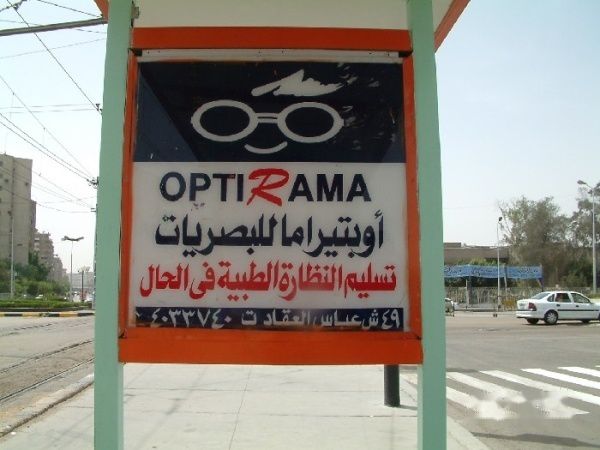 OPTIRAMA
أوبتيراما للبصريات
تسليم النظارة الطبية فى الحال
٤٩ ش عباس العقاد ت ٤٠٣٣٧٤٠